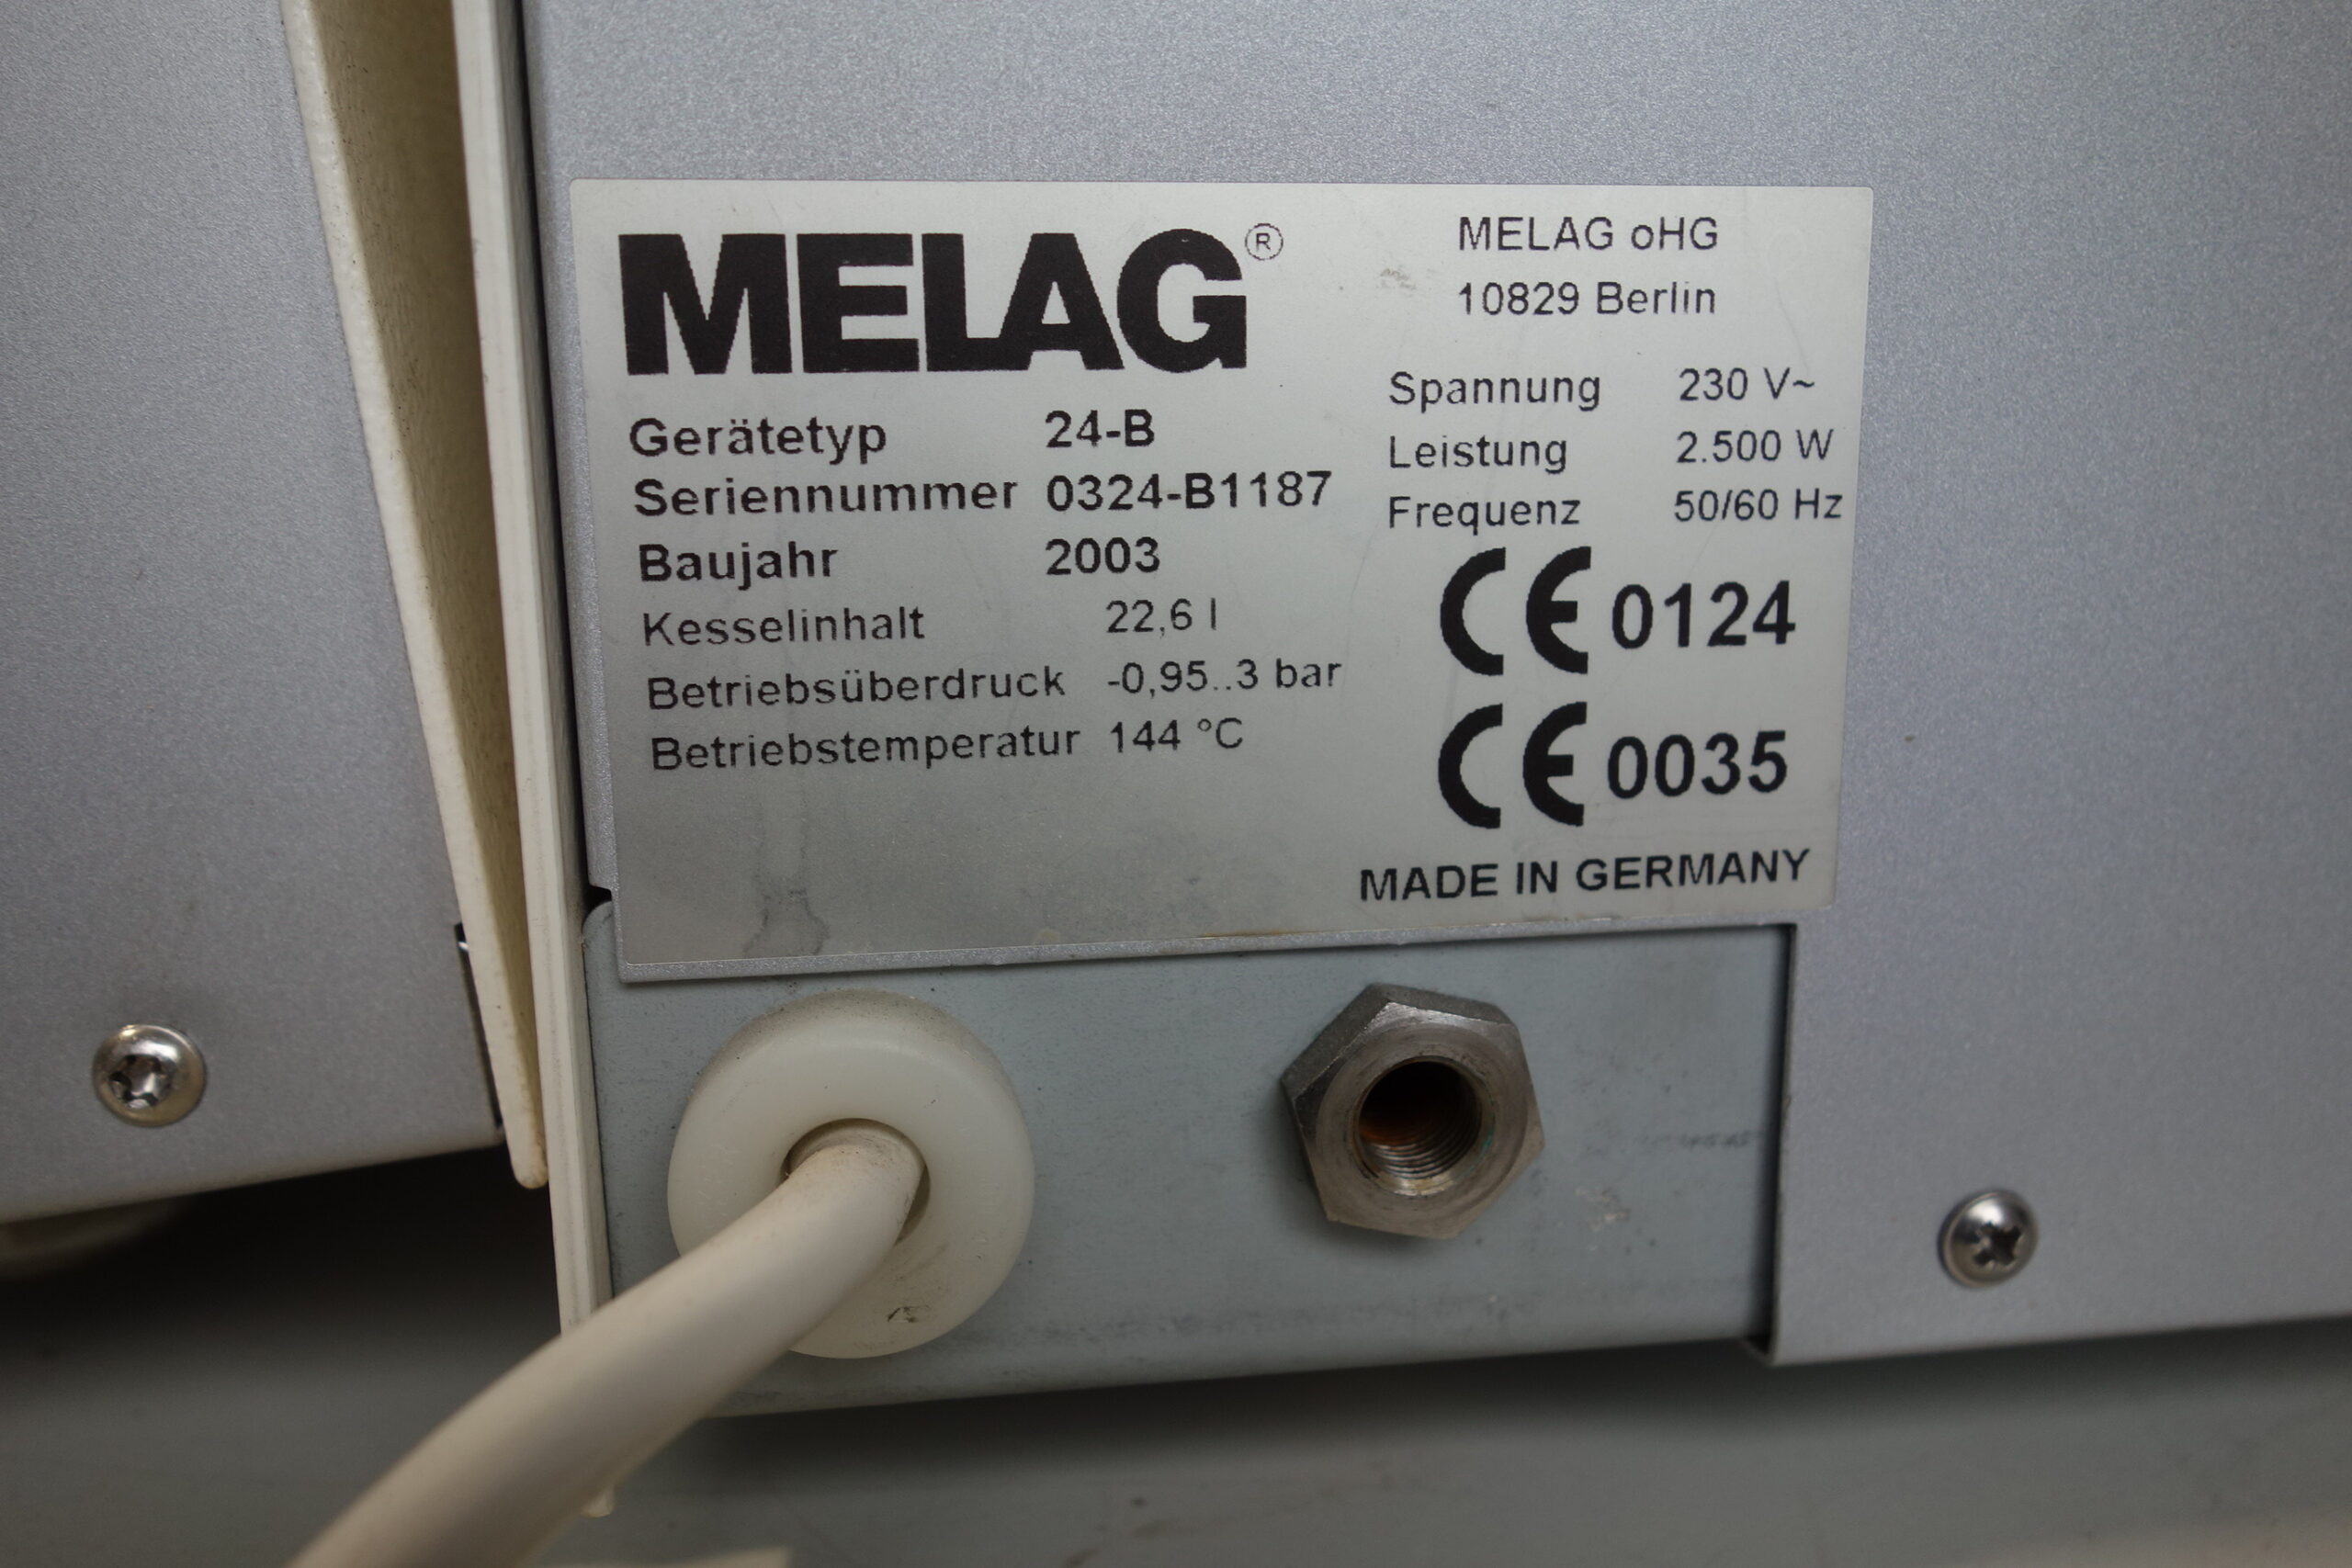 MELAG®
Gerätetyp 24-B
Seriennummer 0324-B1187
Baujahr 2003
Kesselinhalt 22,6 l
Betriebsüberdruck -0,95..3 bar
Betriebstemperatur 144 °C
MELAG oHG
10829 Berlin
Spannung 230 V~
Leistung 2.500 W
Frequenz 50/60 Hz
CE 0124
CE 0035
MADE IN GERMANY